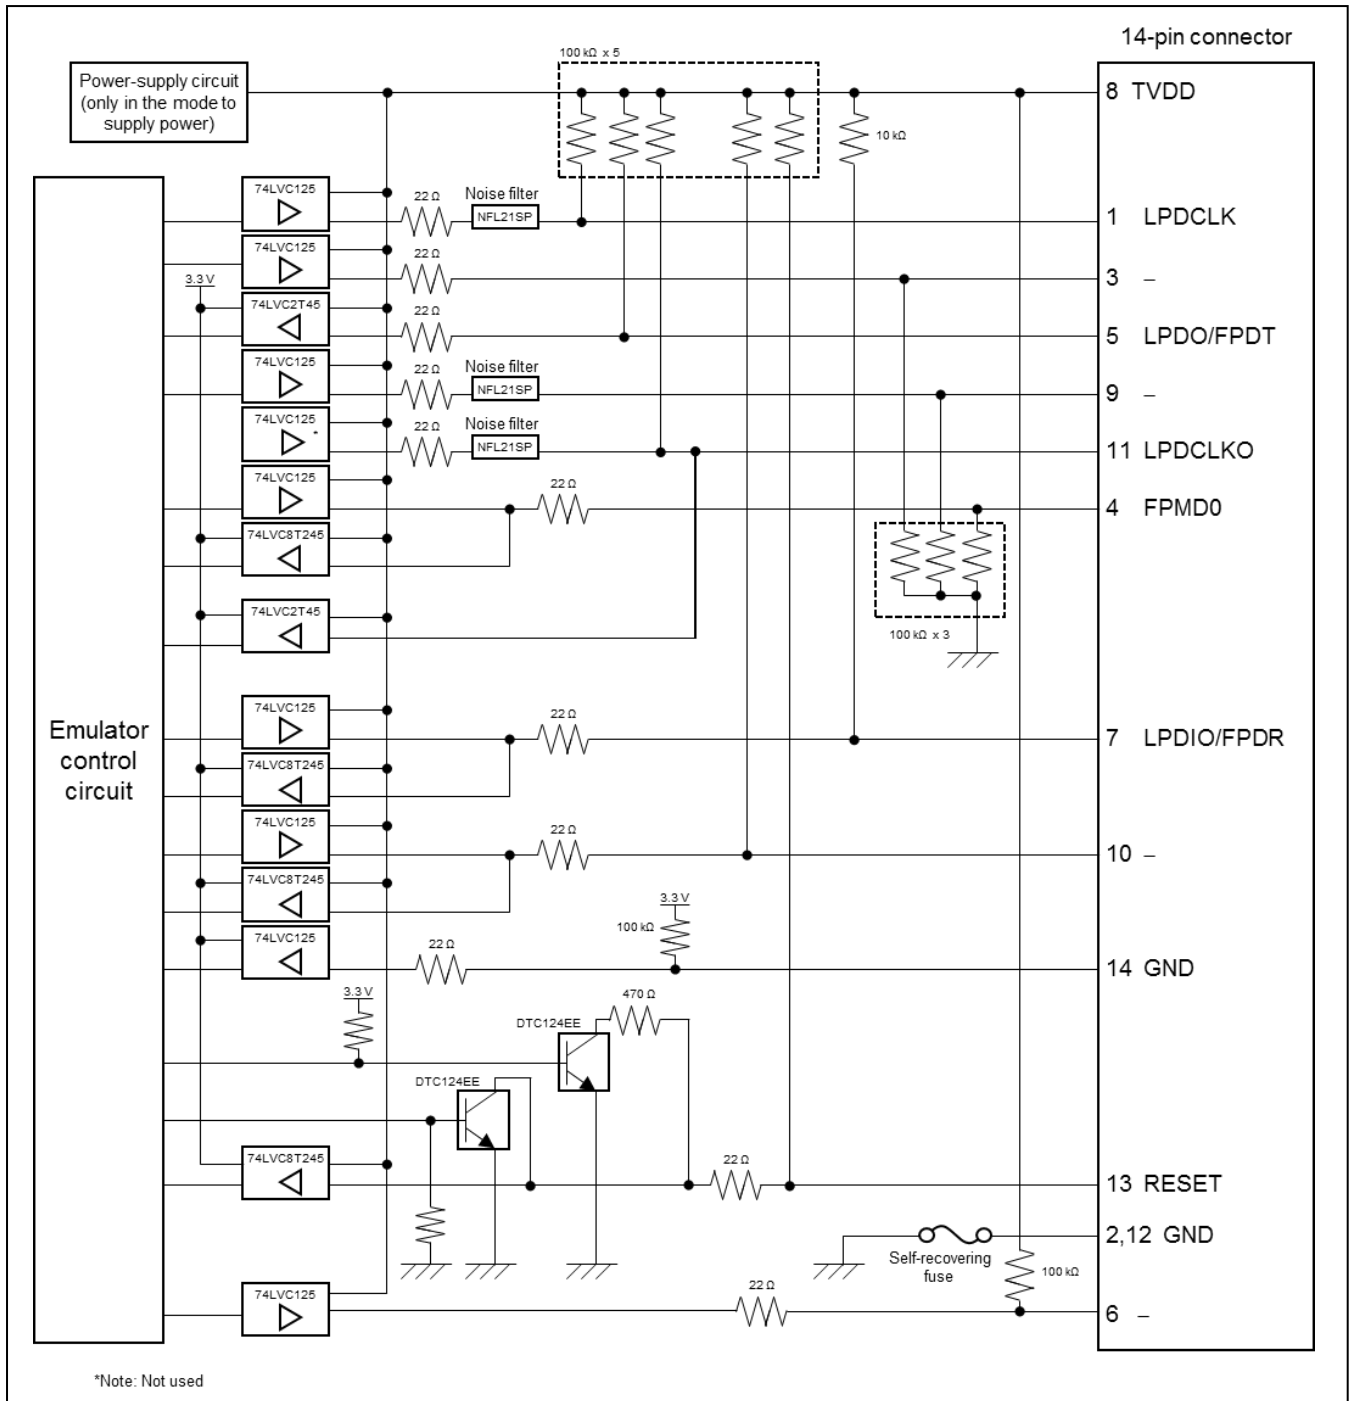 14-pin connector
100 kΩ x 5
Power-supply circuit
(only in the mode to
supply power)
8 TVDD
10 kΩ
74LVC125
22 Ω
Noise filter
NFL21SP
1 LPDCLK
74LVC125
22 Ω
3 –
3.3 V
74LVC2T45
22 Ω
5 LPDO/FPDT
74LVC125
22 Ω
Noise filter
NFL21SP
9 –
74LVC125
*
22 Ω
Noise filter
NFL21SP
11 LPDCLKO
74LVC125
22 Ω
4 FPMD0
74LVC8T245
74LVC2T45
100 kΩ x 3
Emulator
control
circuit
74LVC125
22 Ω
7 LPDIO/FPDR
74LVC8T245
74LVC125
22 Ω
10 –
74LVC8T245
3.3 V
100 kΩ
74LVC125
22 Ω
14 GND
3.3 V
470 Ω
DTC124EE
DTC124EE
74LVC8T245
22 Ω
13 RESET
2,12 GND
Self-recovering
fuse
100 kΩ
74LVC125
22 Ω
6 –
*Note: Not used